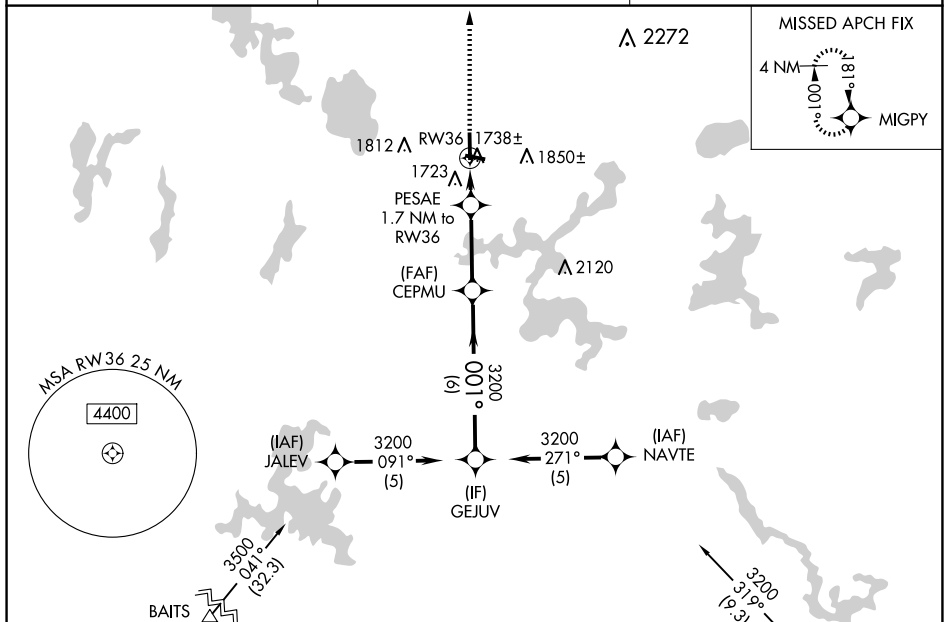 MISSED APCH FIX
4 NM
181°
001°
MIGPY
2272
1812
RW36
1738±
1850±
1723
PESAE
1.7 NM to
RW36
2120
(FAF)
CEPMU
3200
001°
(6)
MSA RW36 25 NM
4400
(IAF)
JALEV
3200
091°
(5)
(IF)
GEJUV
3200
271°
(5)
(IAF)
NAVTE
3500
041°
(32.3)
BAITS
3200
319°
(9.3)